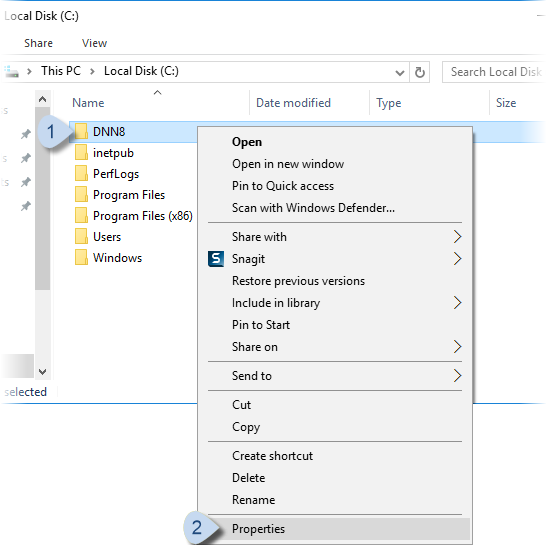 Local Disk (C:)
Share View
This PC Local Disk (C:) Search Local Disk
Name Date modified Type Size
1 DNN8
inetpub
PerfLogs
Program Files
Program Files (x86)
Users
Windows
selected
Open
Open in new window
Pin to Quick access
Scan with Windows Defender...
Share with
S Snagit
Restore previous versions
Include in library
Pin to Start
Share on
Send to
Cut
Copy
Create shortcut
Delete
Rename
2 Properties